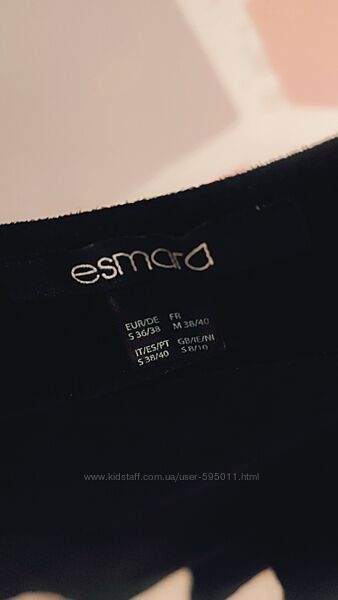 esmara
EUR/DE FR
S 36/38 M 38/40
IT/ES/PT GB/IE/NI
S 38/40 S 8/10
www.kidstaff.com.ua/user-595011.html